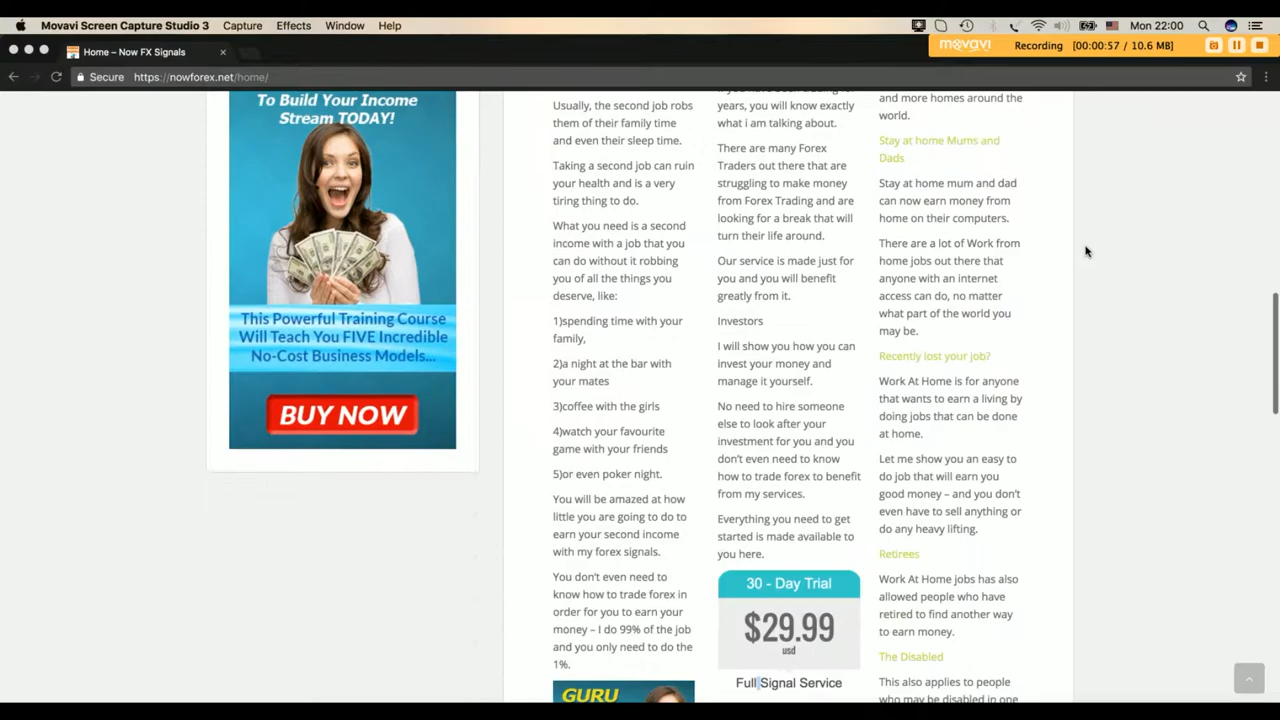 Movavi Screen Capture Studio 3 Capture Effects Window Help Mon 22:00
Home – Now FX Signals
movavi Recording [00:00:57 / 10.6 MB]
Secure https://nowforex.net/home/
To Build Your Income
Stream TODAY!
This Powerful Training Course
Will Teach You FIVE Incredible
No-Cost Business Models...
BUY NOW
Usually, the second job robs
them of their family time
and even their sleep time.
Taking a second job can ruin
your health and is a very
tiring thing to do.
What you need is a second
income with a job that you
can do without it robbing
you of all the things you
deserve, like:
1)spending time with your
family,
2)a night at the bar with
your mates
3)coffee with the girls
4)watch your favourite
game with your friends
5)or even poker night.
You will be amazed at how
little you are going to do to
earn your second income
with my forex signals.
You don't even need to
know how to trade forex in
order for you to earn your
money – I do 99% of the job
and you only need to do the
1%.
GURU
years, you will know exactly
what i am talking about.
There are many Forex
Traders out there that are
struggling to make money
from Forex Trading and are
looking for a break that will
turn their life around.
Our service is made just for
you and you will benefit
greatly from it.
Investors
I will show you how you can
invest your money and
manage it yourself.
No need to hire someone
else to look after your
investment for you and you
don't even need to know
how to trade forex to benefit
from my services.
Everything you need to get
started is made available to
you here.
30 - Day Trial
$29.99
usd
Full Signal Service
and more homes around the
world.
Stay at home Mums and
Dads
Stay at home mum and dad
can now earn money from
home on their computers.
There are a lot of Work from
home jobs out there that
anyone with an internet
access can do, no matter
what part of the world you
may be.
Recently lost your job?
Work At Home is for anyone
that wants to earn a living by
doing jobs that can be done
at home.
Let me show you an easy to
do job that will earn you
good money – and you don't
even have to sell anything or
do any heavy lifting.
Retirees
Work At Home jobs has also
allowed people who have
retired to find another way
to earn money.
The Disabled
This also applies to people
who may be disabled in one